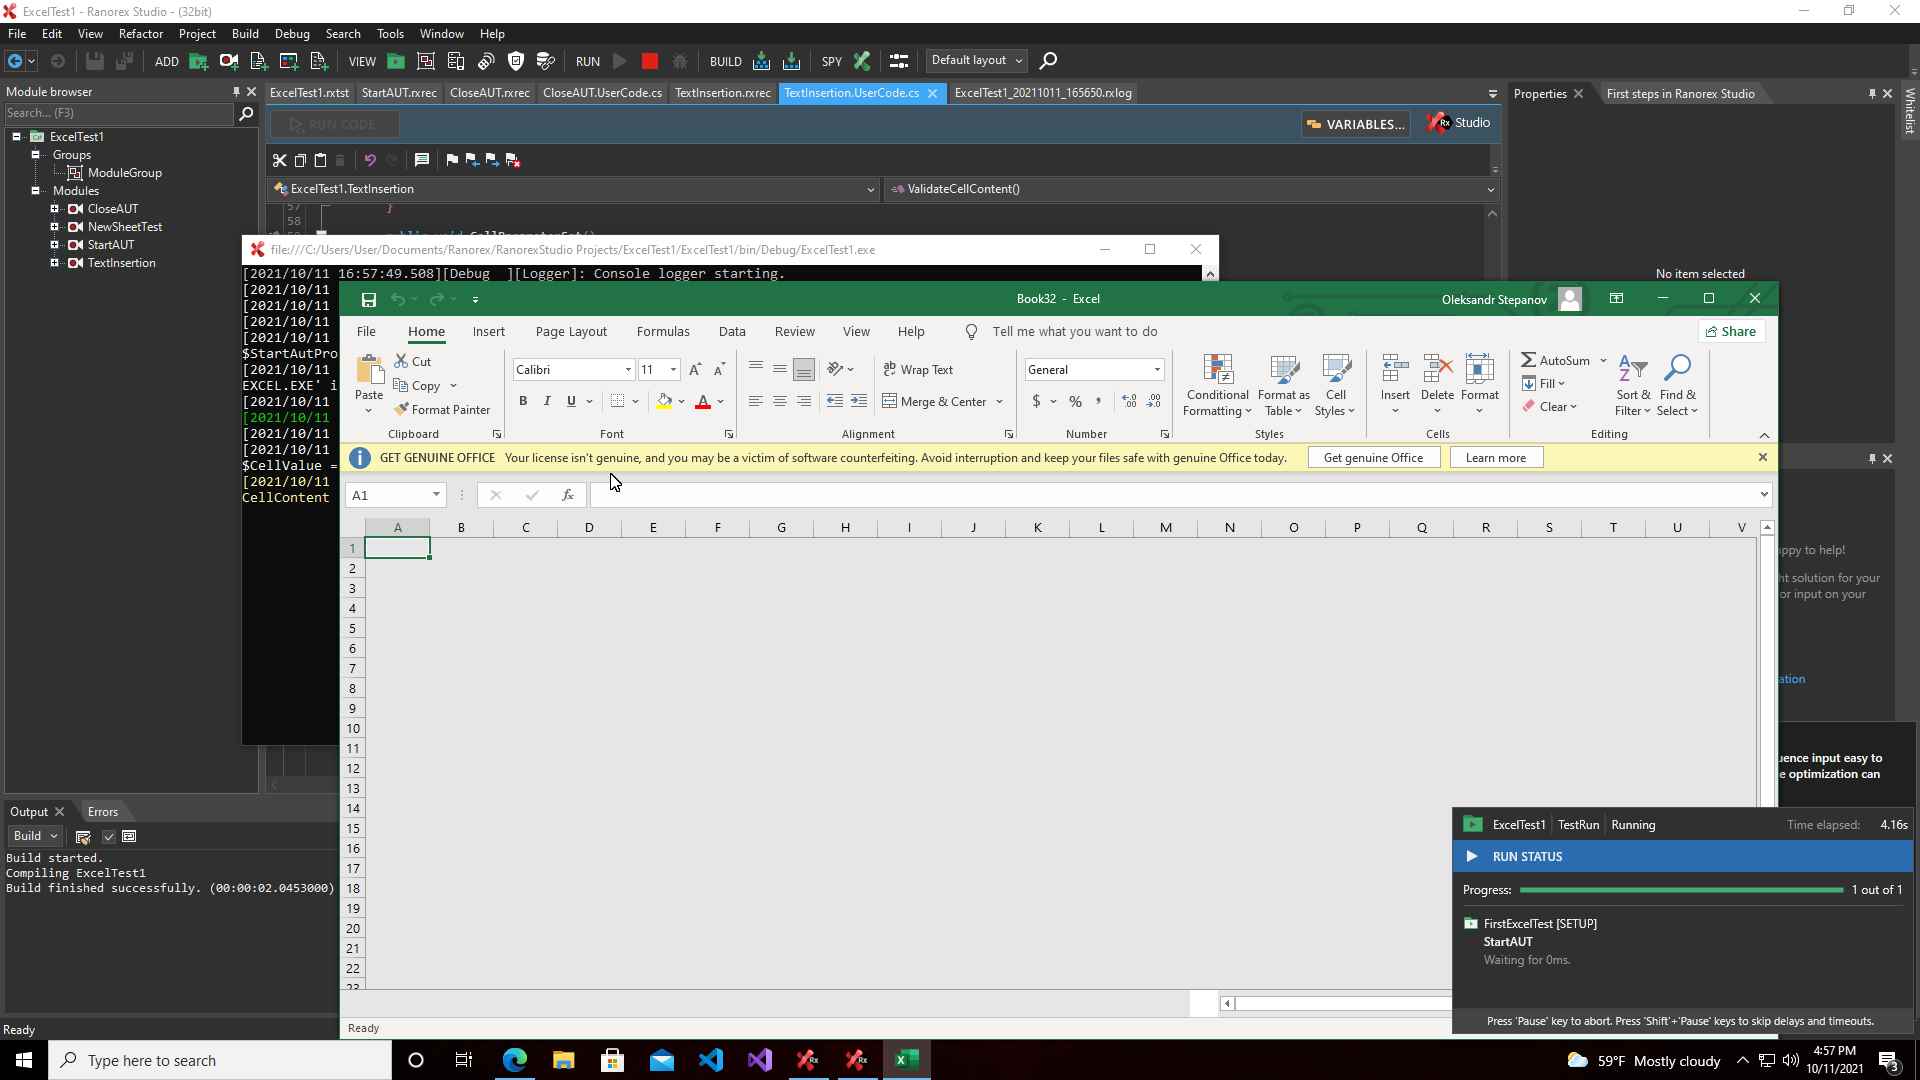 ExcelTest1 - Ranorex Studio - (32bit)
File Edit View Refactor Project Build Debug Search Tools Window Help
ADD VIEW RUN BUILD SPY Default layout
Module browser
Search... (F3)
ExcelTest1
Groups
ModuleGroup
Modules
CloseAUT
NewSheetTest
StartAUT
TextInsertion
ExcelTest1.rxtst StartAUT.rxrec CloseAUT.rxrec CloseAUT.UserCode.cs TextInsertion.rxrec TextInsertion.UserCode.cs ExcelTest1_20211011_165650.rxlog
RUN CODE VARIABLES... Rx Studio
ExcelTest1.TextInsertion ValidateCellContent()
57 }
58
Properties First steps in Ranorex Studio
Whitelist
No item selected
file:///C:/Users/User/Documents/Ranorex/RanorexStudio Projects/ExcelTest1/ExcelTest1/bin/Debug/ExcelTest1.exe
[2021/10/11 16:57:49.508][Debug ][Logger]: Console logger starting.
[2021/10/11
[2021/10/11
[2021/10/11
[2021/10/11
$StartAutPro
[2021/10/11
EXCEL.EXE' i
[2021/10/11
[2021/10/11
[2021/10/11
[2021/10/11
$CellValue =
[2021/10/11
CellContent
Book32 - Excel Oleksandr Stepanov
File Home Insert Page Layout Formulas Data Review View Help Tell me what you want to do Share
Paste Cut
Copy
Format Painter
Clipboard
Calibri 11
B I U
Font
Wrap Text
Merge & Center
Alignment
General
$ % ,
Number
Conditional Formatting
Format as Table
Cell Styles
Styles
Insert Delete Format
Cells
AutoSum
Fill
Clear
Sort & Filter
Find & Select
Editing
GET GENUINE OFFICE Your license isn't genuine, and you may be a victim of software counterfeiting. Avoid interruption and keep your files safe with genuine Office today. Get genuine Office Learn more
A1 fx
A B C D E F G H I J K L M N O P Q R S T U V
1
2
3
4
5
6
7
8
9
10
11
12
13
14
15
16
17
18
19
20
21
22
23
Ready
ppy to help!
ht solution for your
or input on your
ation
uence input easy to
e optimization can
Output Errors
Build
Build started.
Compiling ExcelTest1
Build finished successfully. (00:00:02.0453000)
Ready
ExcelTest1 TestRun Running Time elapsed: 4.16s
RUN STATUS
Progress: 1 out of 1
FirstExcelTest [SETUP]
StartAUT
Waiting for 0ms.
Press 'Pause' key to abort. Press 'Shift'+'Pause' keys to skip delays and timeouts.
Type here to search
59°F Mostly cloudy
4:57 PM
10/11/2021
3